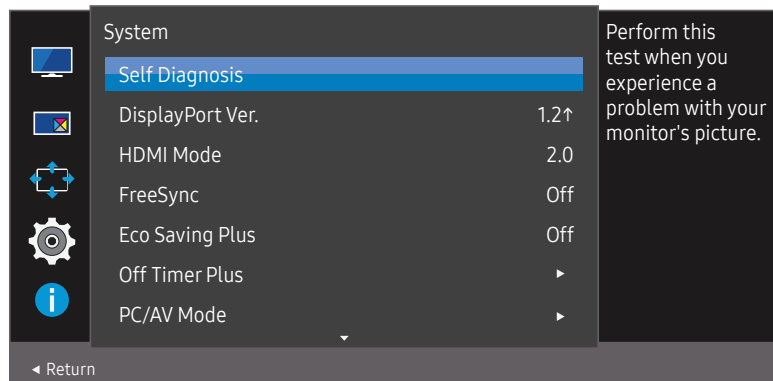 System
Self Diagnosis
DisplayPort Ver. 1.2↑
HDMI Mode 2.0
FreeSync Off
Eco Saving Plus Off
Off Timer Plus ►
PC/AV Mode ►
Perform this
test when you
experience a
problem with your
monitor's picture.
◄ Return